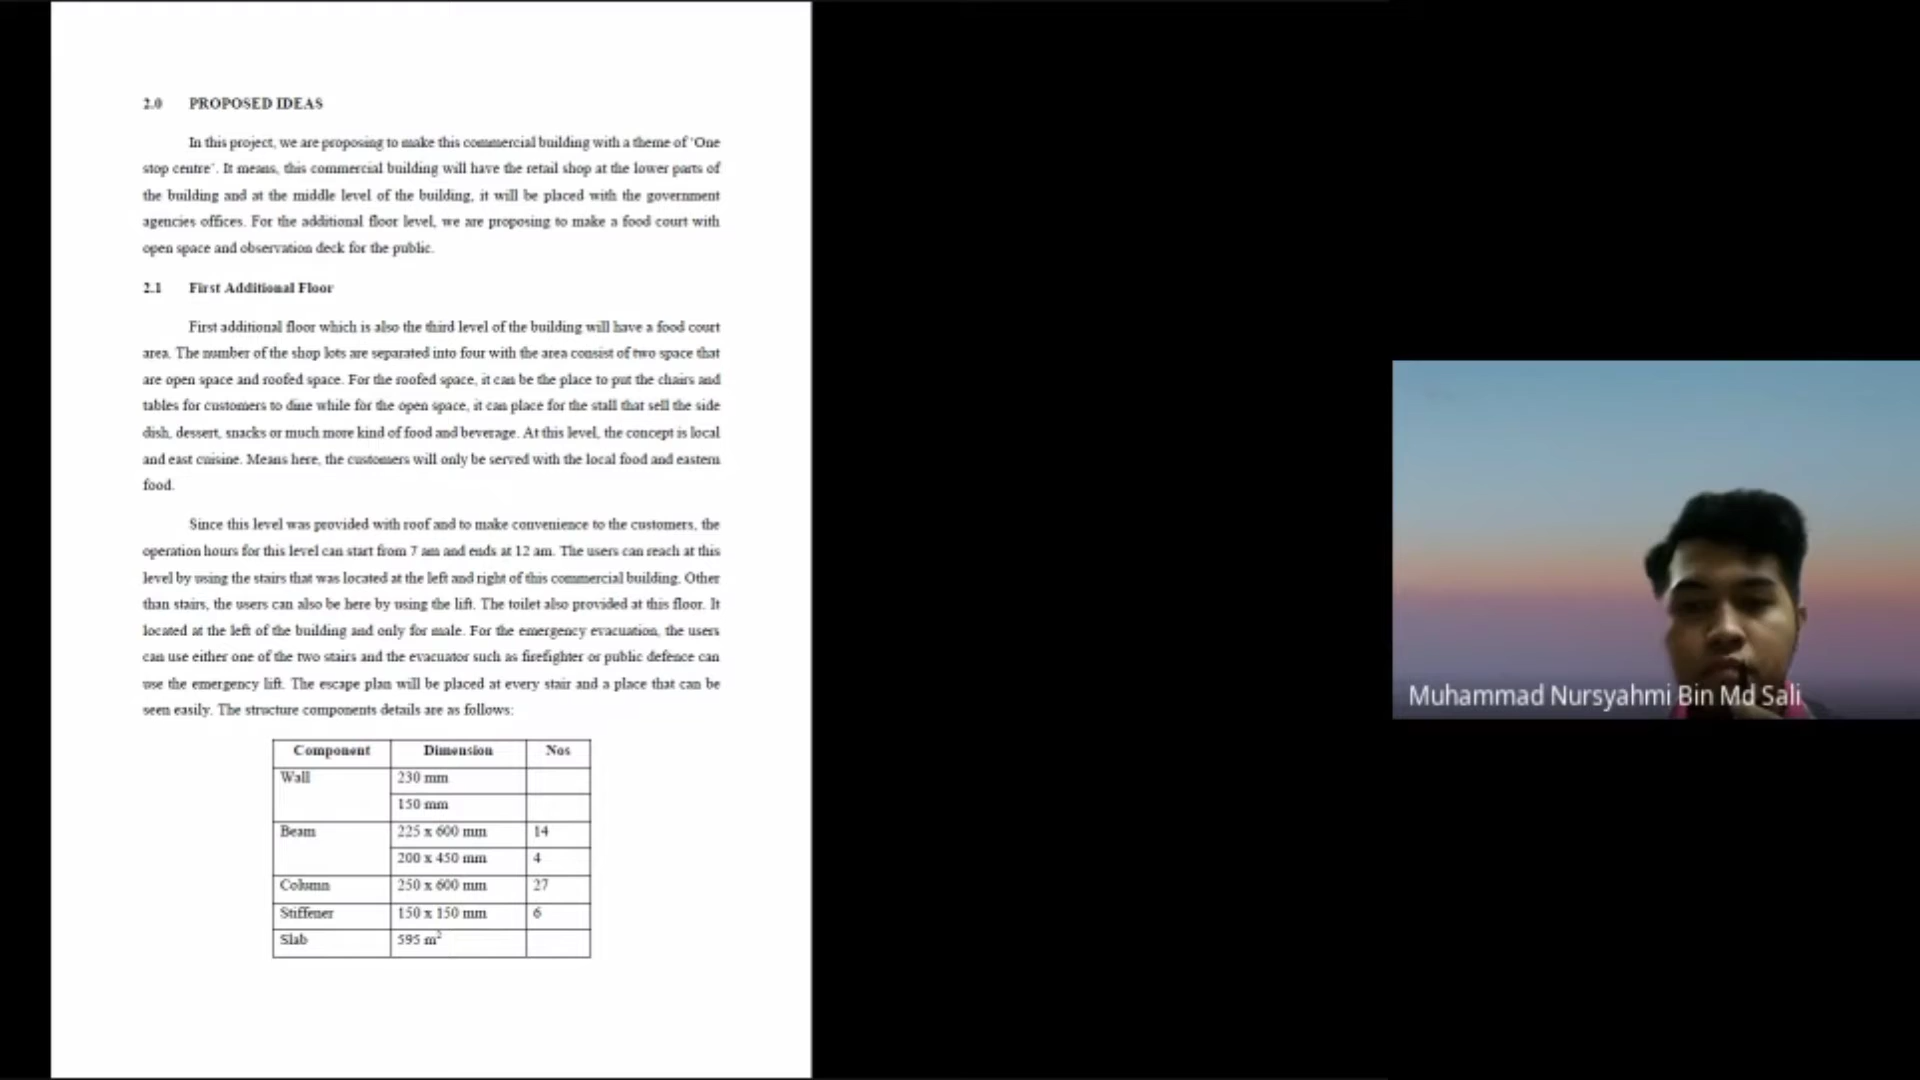 2.0 PROPOSED IDEAS
In this project, we are proposing to make this commercial building with a theme of 'One
stop centre'. It means, this commercial building will have the retail shop at the lower parts of
the building and at the middle level of the building, it will be placed with the government
agencies offices. For the additional floor level, we are proposing to make a food court with
open space and observation deck for the public.
2.1 First Additional Floor
First additional floor which is also the third level of the building will have a food court
area. The number of the shop lots are separated into four with the area consist of two space that
are open space and roofed space. For the roofed space, it can be the place to put the chairs and
tables for customers to dine while for the open space, it can place for the stall that sell the side
dish, dessert, snacks or much more kind of food and beverage. At this level, the concept is local
and east cuisine. Means here, the customers will only be served with the local food and eastern
food.
Since this level was provided with roof and to make convenience to the customers, the
operation hours for this level can start from 7 am and ends at 12 am. The users can reach at this
level by using the stairs that was located at the left and right of this commercial building. Other
than stairs, the users can also be here by using the lift. The toilet also provided at this floor. It
located at the left of the building and only for male. For the emergency evacuation, the users
can use either one of the two stairs and the evacuator such as firefighter or public defence can
use the emergency lift. The escape plan will be placed at every stair and a place that can be
seen easily. The structure components details are as follows:
Component Dimension Nos
Wall 230 mm
150 mm
Beam 225 x 600 mm 14
200 x 450 mm 4
Column 250 x 600 mm 27
Stiffener 150 x 150 mm 6
Slab 595 m²
Muhammad Nursyahmi Bin Md Sali